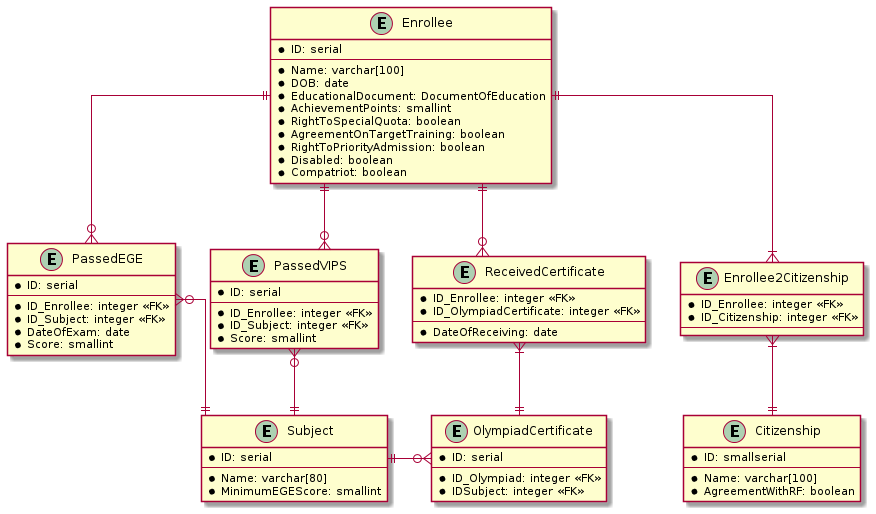 E Enrollee
ID: serial
Name: varchar[100]
DOB: date
EducationalDocument: DocumentOfEducation
AchievementPoints: smallint
RightToSpecialQuota: boolean
AgreementOnTargetTraining: boolean
RightToPriorityAdmission: boolean
Disabled: boolean
Compatriot: boolean
E PassedEGE
ID: serial
ID_Enrollee: integer «FK»
ID_Subject: integer «FK»
DateOfExam: date
Score: smallint
E PassedVIPS
ID: serial
ID_Enrollee: integer «FK»
ID_Subject: integer «FK»
Score: smallint
E ReceivedCertificate
ID_Enrollee: integer «FK»
ID_OlympiadCertificate: integer «FK»
DateOfReceiving: date
E Enrollee2Citizenship
ID_Enrollee: integer «FK»
ID_Citizenship: integer «FK»
E Subject
ID: serial
Name: varchar[80]
MinimumEGEScore: smallint
E OlympiadCertificate
ID: serial
ID_Olympiad: integer «FK»
IDSubject: integer «FK»
E Citizenship
ID: smallserial
Name: varchar[100]
AgreementWithRF: boolean